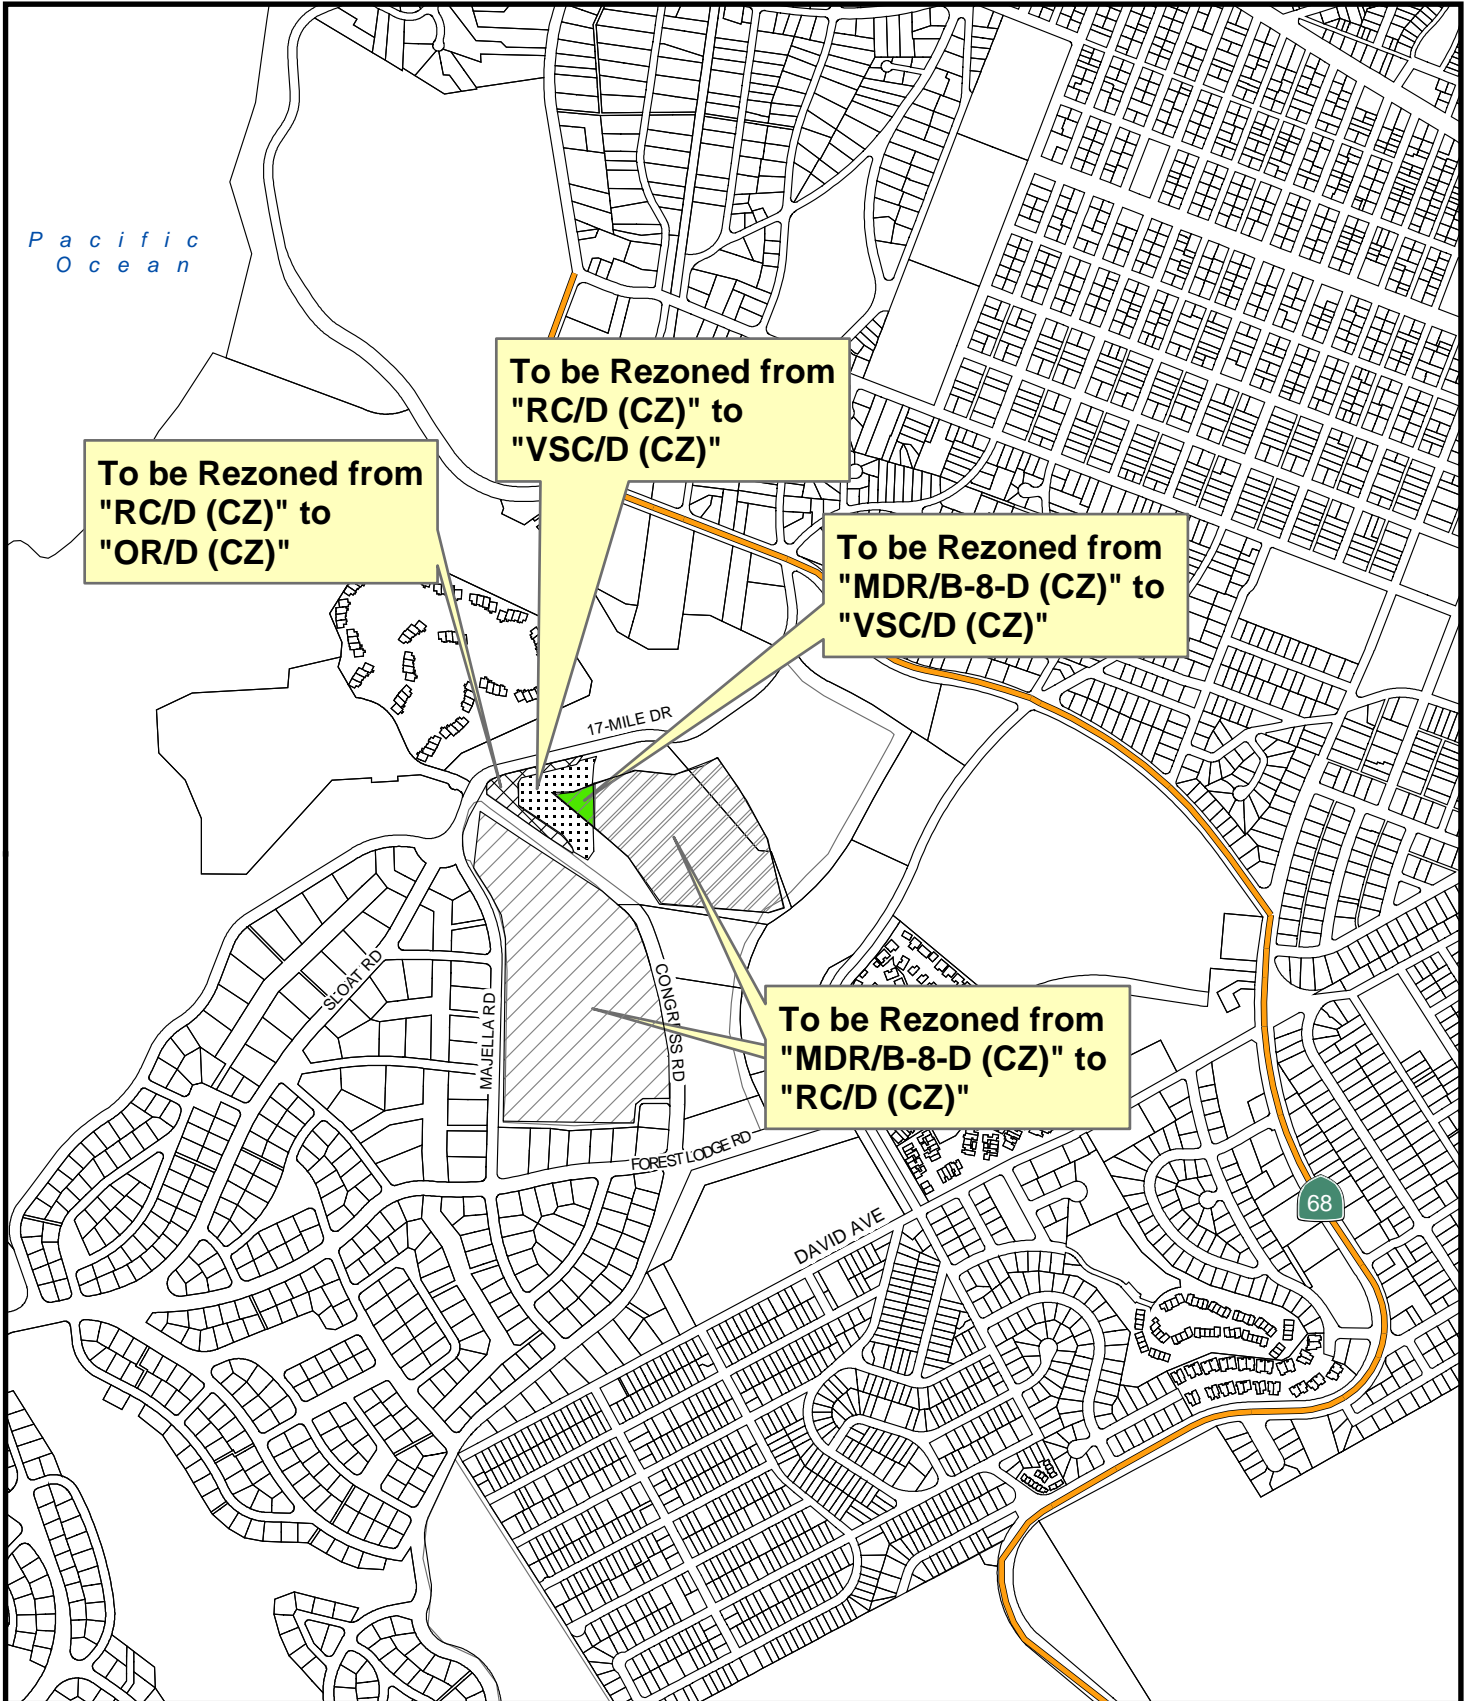 P a c i f i c
O c e a n
To be Rezoned from
"RC/D (CZ)" to
"VSC/D (CZ)"
To be Rezoned from
"RC/D (CZ)" to
"OR/D (CZ)"
To be Rezoned from
"MDR/B-8-D (CZ)" to
"VSC/D (CZ)"
17-MILE DR
SLOAT RD
MAJELLA RD
CONGRESS RD
To be Rezoned from
"MDR/B-8-D (CZ)" to
"RC/D (CZ)"
FOREST LODGE RD
DAVID AVE
68